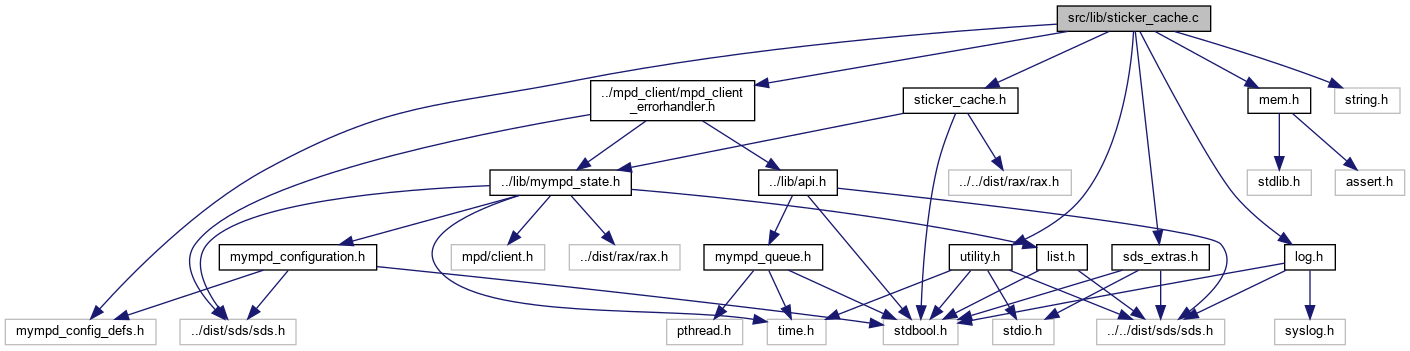 src/lib/sticker_cache.c
../mpd_client/mpd_client
_errorhandler.h
sticker_cache.h
mem.h
string.h
../lib/mympd_state.h
../lib/api.h
../../dist/rax/rax.h
stdlib.h
assert.h
mympd_configuration.h
mpd/client.h
../dist/rax/rax.h
mympd_queue.h
utility.h
list.h
sds_extras.h
log.h
mympd_config_defs.h
../dist/sds/sds.h
pthread.h
time.h
stdbool.h
stdio.h
../../dist/sds/sds.h
syslog.h